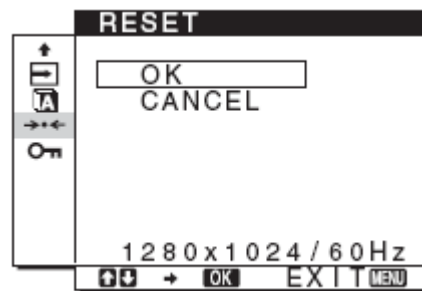 RESET
OK
CANCEL
A
1280x1024/60Hz
OK EXIT MENU